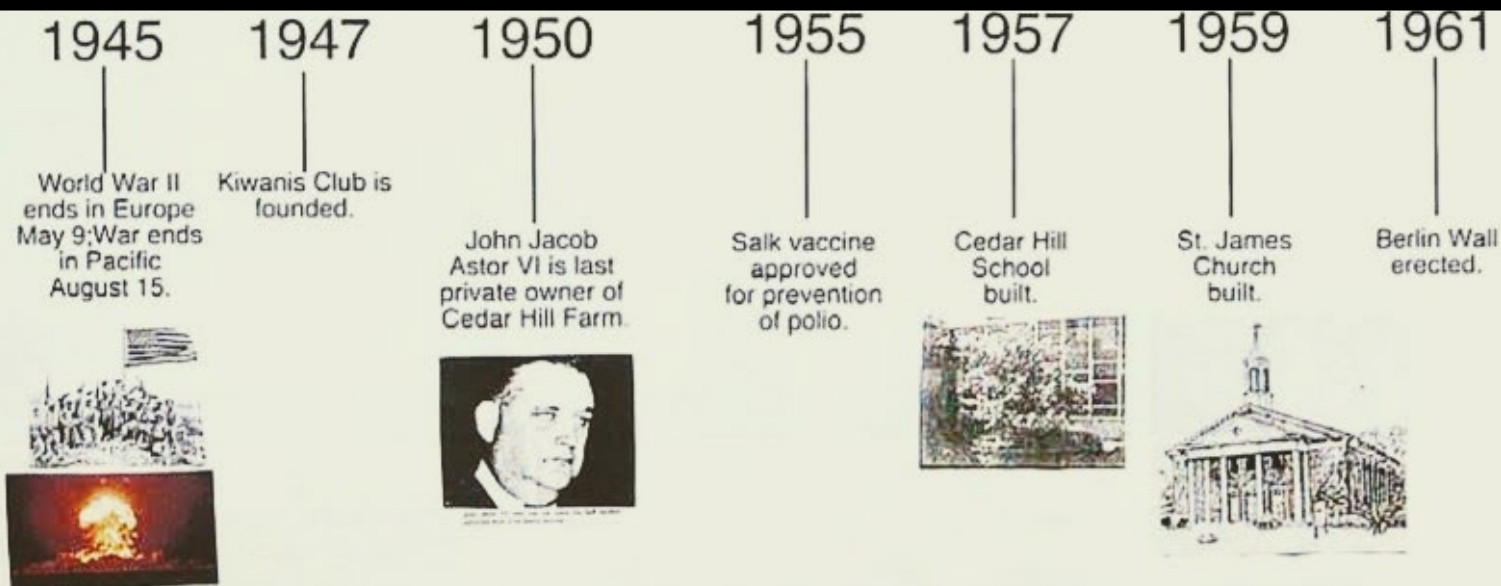 1945
World War II
ends in Europe
May 9;War ends
in Pacific
August 15.
1947
Kiwanis Club is
founded.
1950
John Jacob
Astor VI is last
private owner of
Cedar Hill Farm.
1955
Salk vaccine
approved
for prevention
of polio.
1957
Cedar Hill
School
built.
1959
St. James
Church
built.
1961
Berlin Wall
erected.